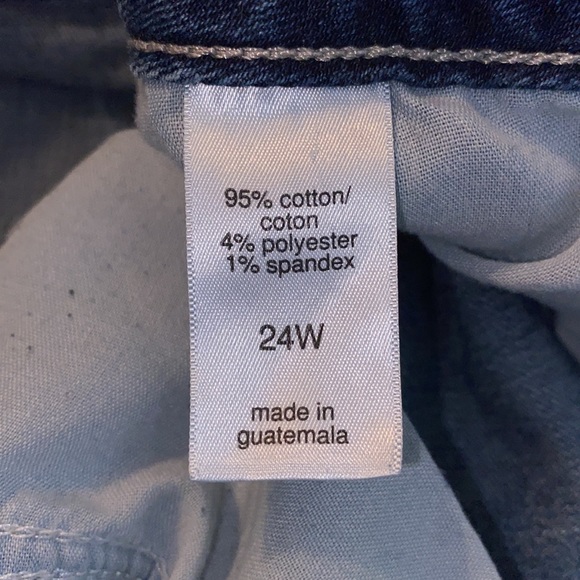 95% cotton/
coton
4% polyester
1% spandex
24W
made in
guatemala